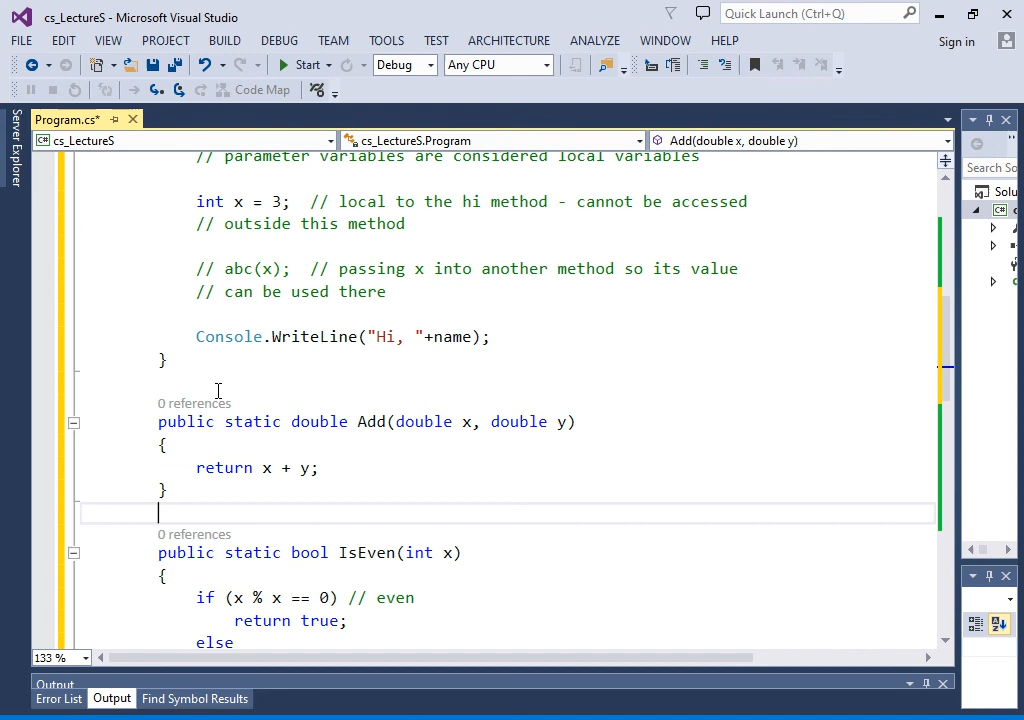 cs_LectureS - Microsoft Visual Studio
Quick Launch (Ctrl+Q)
FILE EDIT VIEW PROJECT BUILD DEBUG TEAM TOOLS TEST ARCHITECTURE ANALYZE WINDOW HELP
Sign in
Start Debug Any CPU
Code Map
Server Explorer
Program.cs*
cs_LectureS cs_LectureS.Program Add(double x, double y)
Search So
Solu
// parameter variables are considered local variables
int x = 3;  // local to the hi method - cannot be accessed
// outside this method
// abc(x);  // passing x into another method so its value
// can be used there
Console.WriteLine("Hi, "+name);
}
0 references
public static double Add(double x, double y)
{
return x + y;
}
0 references
public static bool IsEven(int x)
{
if (x % x == 0) // even
return true;
else
133 %
Output
Error List Output Find Symbol Results